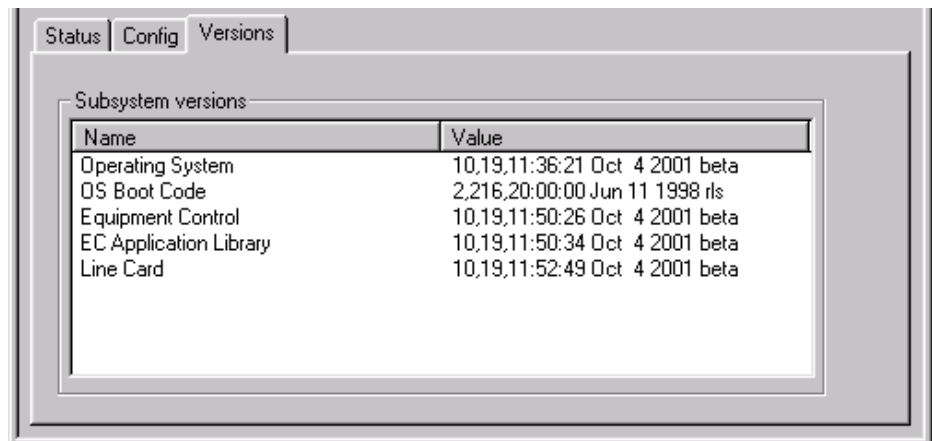 Status Config Versions
Subsystem versions
Name Value
Operating System 10,19,11:36:21 Oct  4 2001 beta
OS Boot Code 2,216,20:00:00 Jun 11 1998 rls
Equipment Control 10,19,11:50:26 Oct  4 2001 beta
EC Application Library 10,19,11:50:34 Oct  4 2001 beta
Line Card 10,19,11:52:49 Oct  4 2001 beta